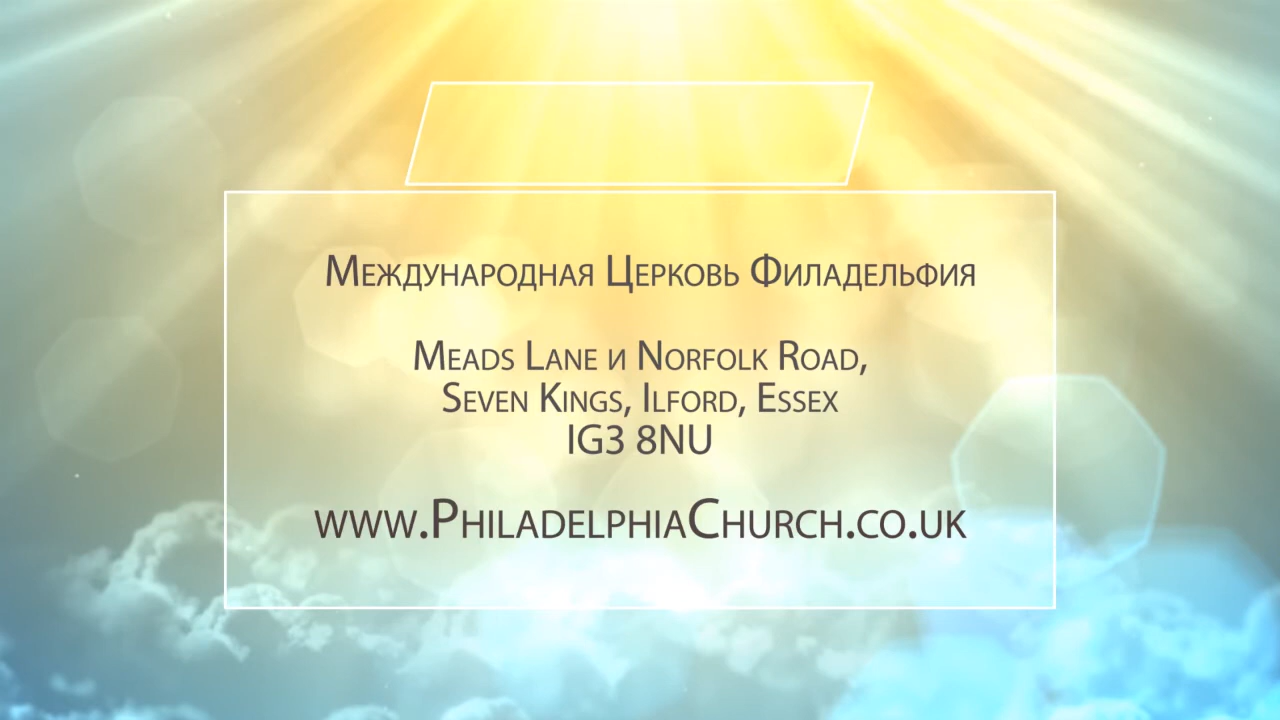 Международная Церковь Филадельфия
Meads Lane и Norfolk Road,
Seven Kings, Ilford, Essex
IG3 8NU
www.PhiladelphiaChurch.co.uk